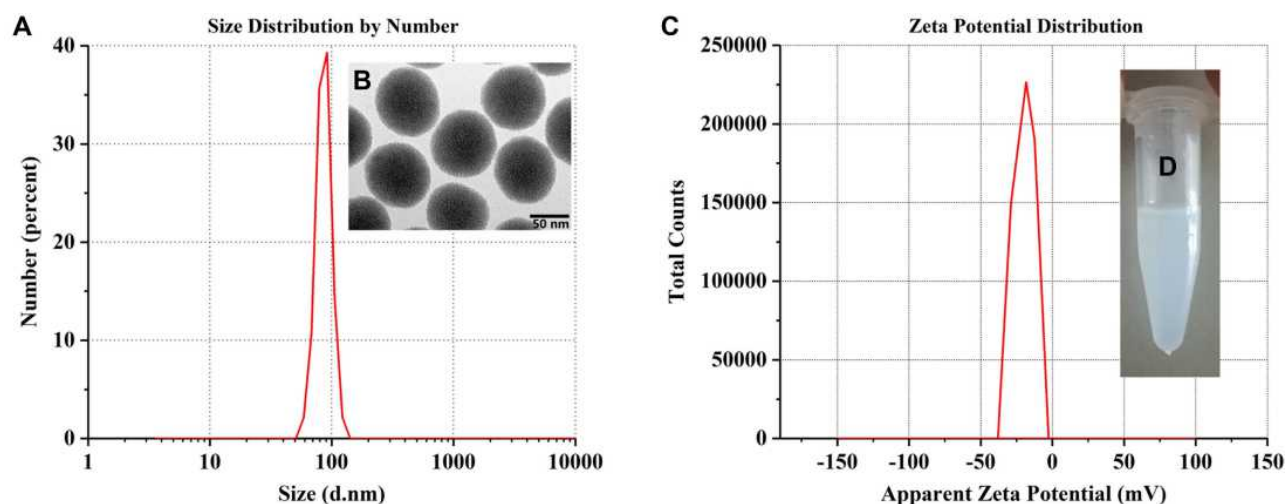 A
Size Distribution by Number
40
30
20
10
0
Number (percent)
1
10
100
1000
10000
Size (d.nm)
B
50 nm
C
Zeta Potential Distribution
250000
200000
150000
100000
50000
0
Total Counts
-150
-100
-50
0
50
100
150
Apparent Zeta Potential (mV)
D